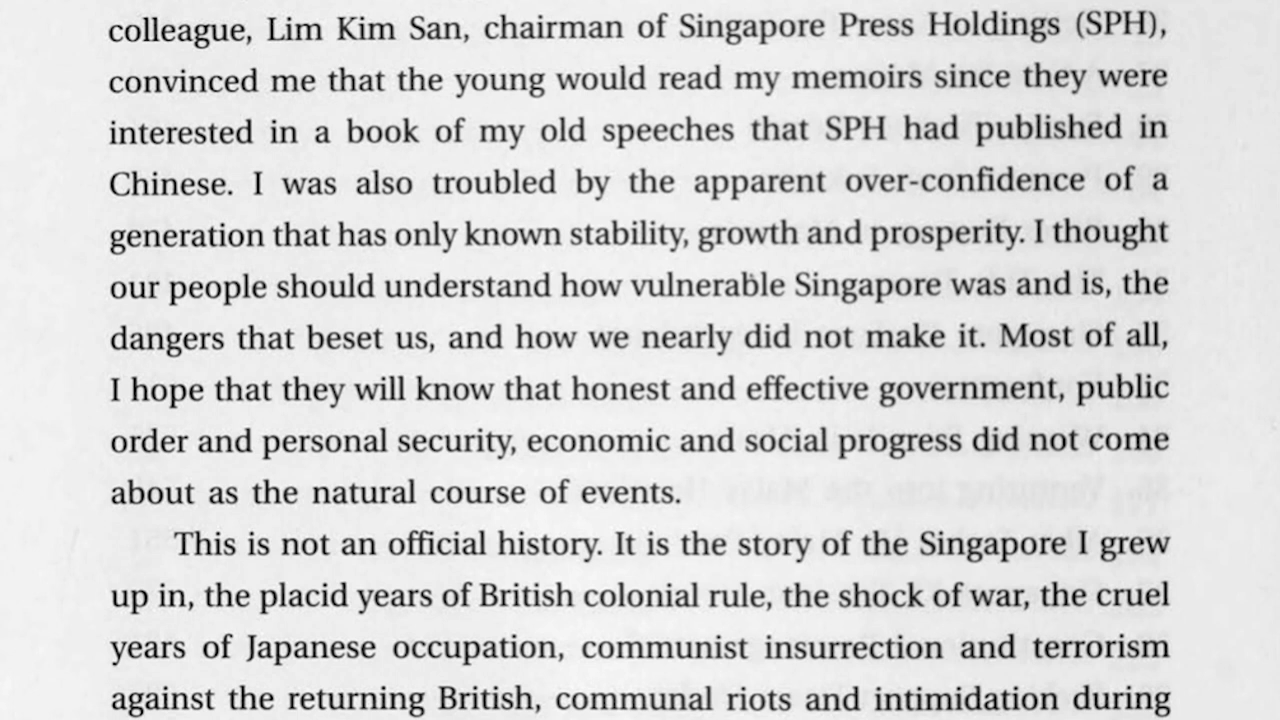 colleague, Lim Kim San, chairman of Singapore Press Holdings (SPH),
convinced me that the young would read my memoirs since they were
interested in a book of my old speeches that SPH had published in
Chinese. I was also troubled by the apparent over-confidence of a
generation that has only known stability, growth and prosperity. I thought
our people should understand how vulnerable Singapore was and is, the
dangers that beset us, and how we nearly did not make it. Most of all,
I hope that they will know that honest and effective government, public
order and personal security, economic and social progress did not come
about as the natural course of events.
This is not an official history. It is the story of the Singapore I grew
up in, the placid years of British colonial rule, the shock of war, the cruel
years of Japanese occupation, communist insurrection and terrorism
against the returning British, communal riots and intimidation during